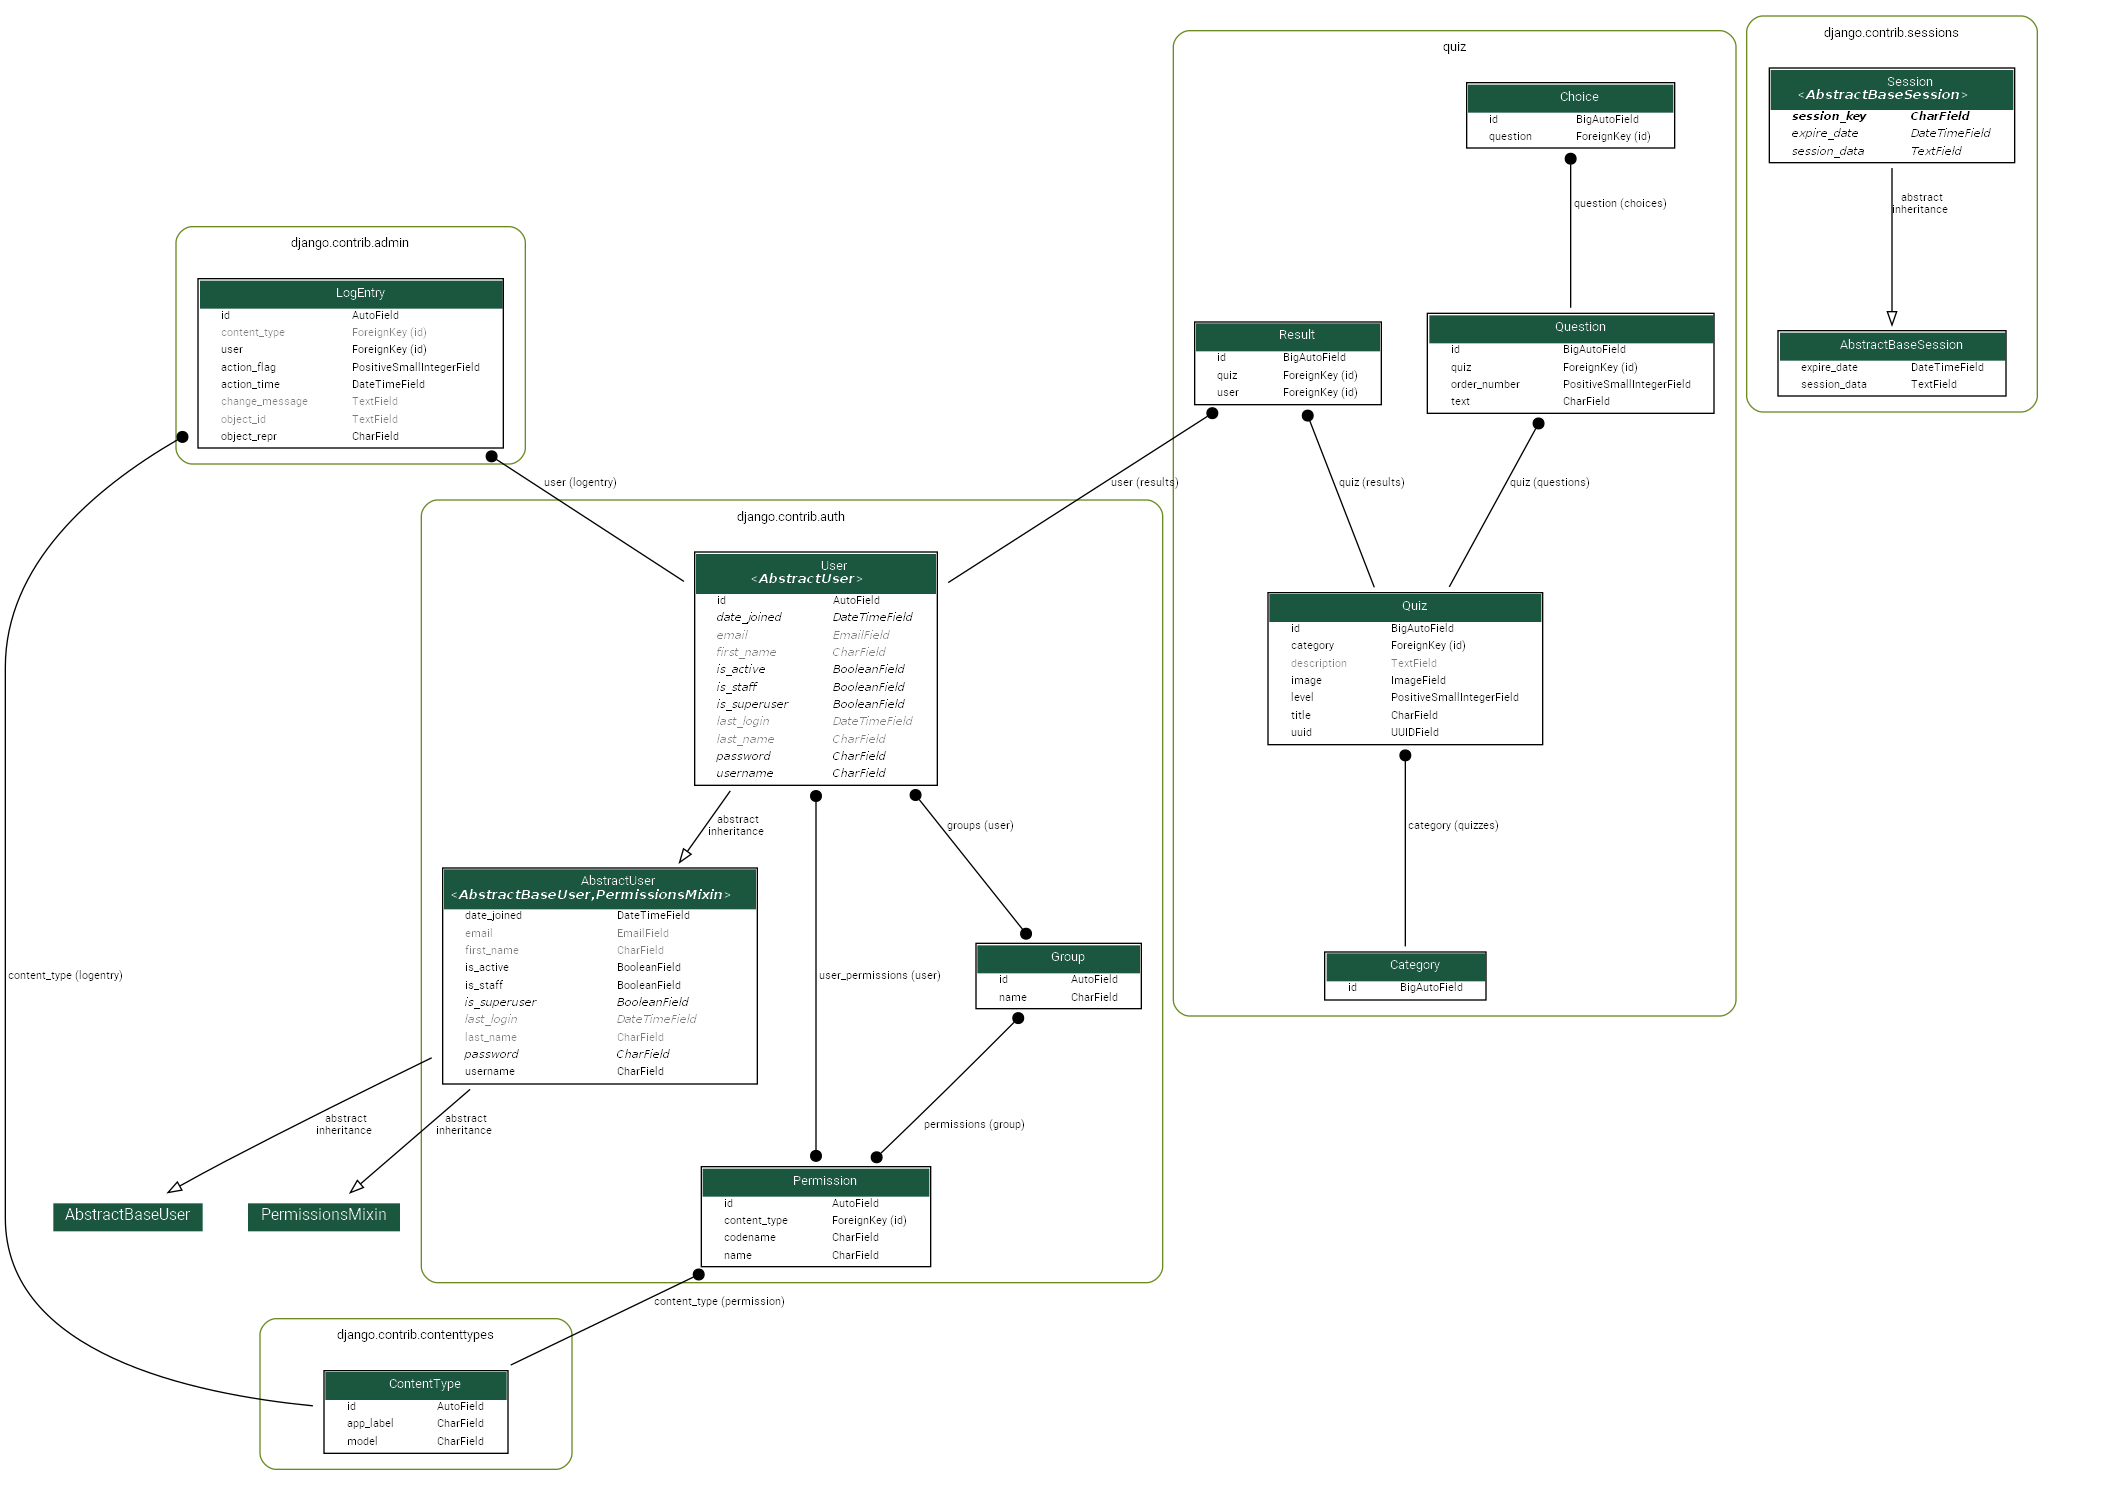 django.contrib.admin
LogEntry
id AutoField
content_type ForeignKey (id)
user ForeignKey (id)
action_flag PositiveSmallIntegerField
action_time DateTimeField
change_message TextField
object_id TextField
object_repr CharField
content_type (logentry)
user (logentry)
django.contrib.auth
User
<AbstractUser>
id AutoField
date_joined DateTimeField
email EmailField
first_name CharField
is_active BooleanField
is_staff BooleanField
is_superuser BooleanField
last_login DateTimeField
last_name CharField
password CharField
username CharField
abstract
inheritance
user_permissions (user)
groups (user)
AbstractUser
<AbstractBaseUser,PermissionsMixin>
date_joined DateTimeField
email EmailField
first_name CharField
is_active BooleanField
is_staff BooleanField
is_superuser BooleanField
last_login DateTimeField
last_name CharField
password CharField
username CharField
abstract
inheritance
abstract
inheritance
AbstractBaseUser
PermissionsMixin
Group
id AutoField
name CharField
permissions (group)
Permission
id AutoField
content_type ForeignKey (id)
codename CharField
name CharField
content_type (permission)
django.contrib.contenttypes
ContentType
id AutoField
app_label CharField
model CharField
quiz
Choice
id BigAutoField
question ForeignKey (id)
question (choices)
Result
id BigAutoField
quiz ForeignKey (id)
user ForeignKey (id)
user (results)
quiz (results)
Question
id BigAutoField
quiz ForeignKey (id)
order_number PositiveSmallIntegerField
text CharField
quiz (questions)
Quiz
id BigAutoField
category ForeignKey (id)
description TextField
image ImageField
level PositiveSmallIntegerField
title CharField
uuid UUIDField
category (quizzes)
Category
id BigAutoField
django.contrib.sessions
Session
<AbstractBaseSession>
session_key CharField
expire_date DateTimeField
session_data TextField
abstract
inheritance
AbstractBaseSession
expire_date DateTimeField
session_data TextField